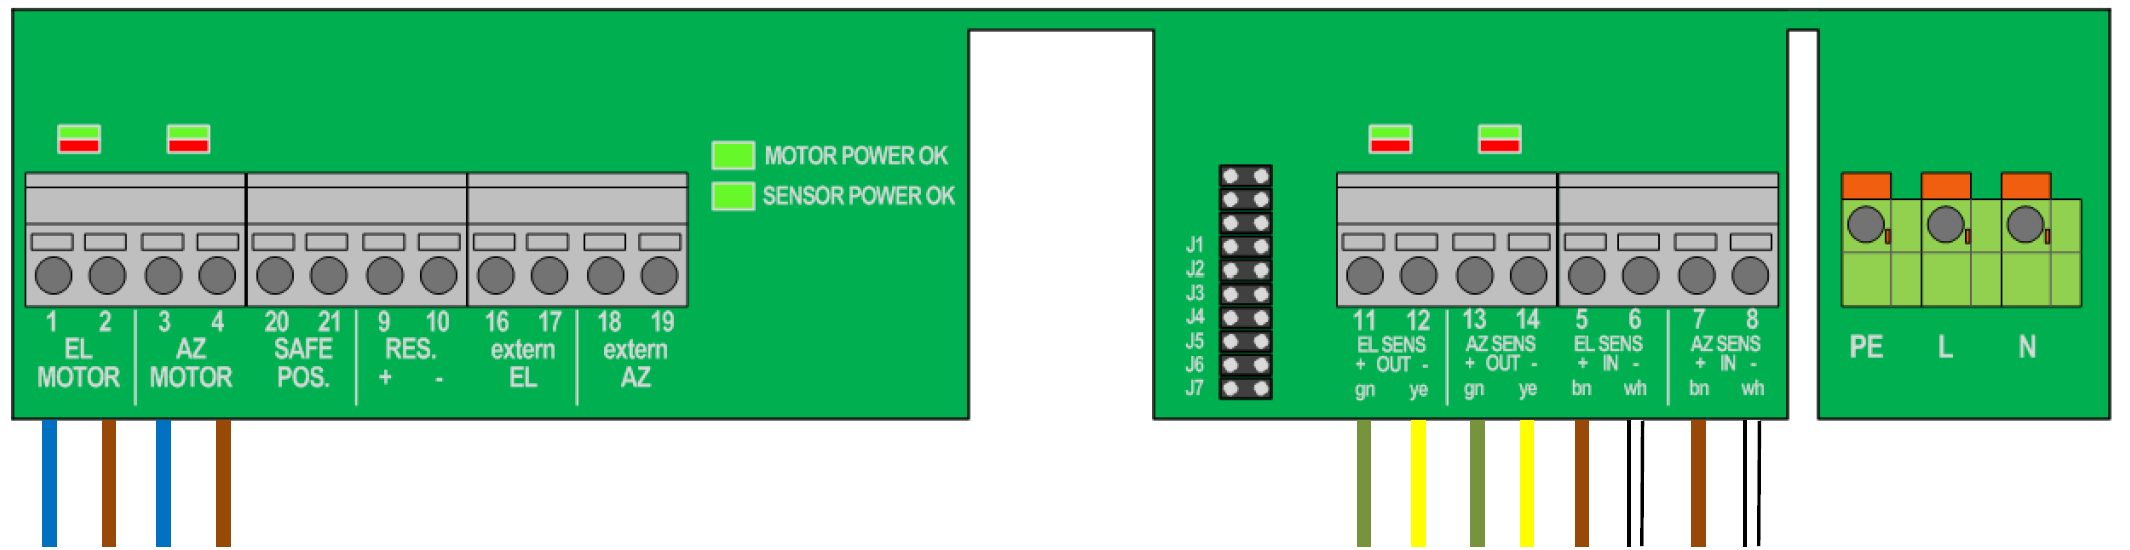 MOTOR POWER OK
SENSOR POWER OK
1 2 3 4 20 21 9 10 16 17 18 19
EL AZ SAFE RES. extern extern
MOTOR MOTOR POS. + - EL AZ
J1
J2
J3
J4
J5
J6
J7
11 12 13 14 5 6 7 8
EL SENS AZ SENS EL SENS AZ SENS
+ OUT - + OUT - + IN - + IN -
gn ye gn ye bn wh bn wh
PE L N